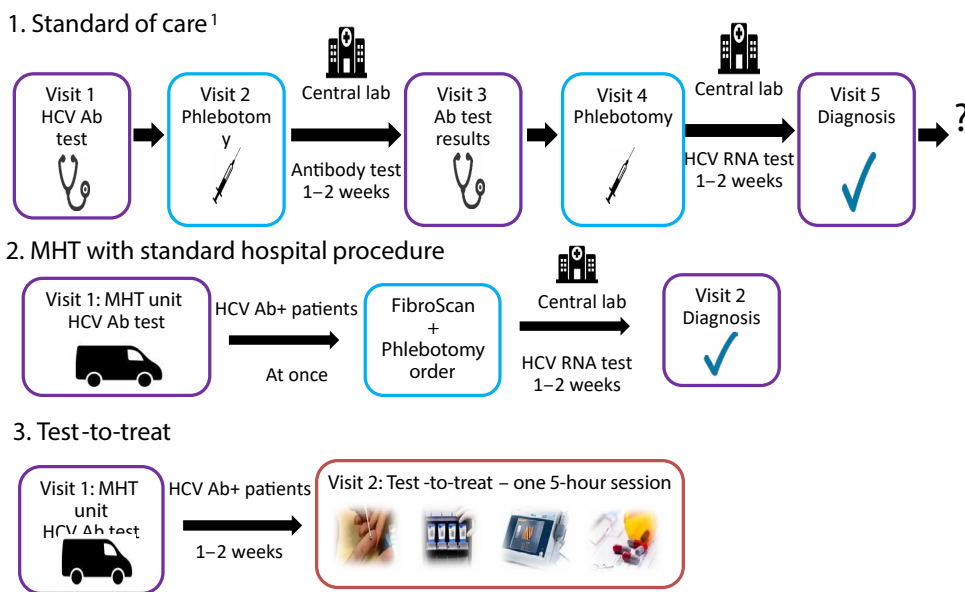 1. Standard of care¹
Visit 1
HCV Ab
test
Visit 2
Phlebotom
y
Central lab
Antibody test
1–2 weeks
Visit 3
Ab test
results
Visit 4
Phlebotomy
Central lab
HCV RNA test
1–2 weeks
Visit 5
Diagnosis
?
2. MHT with standard hospital procedure
Visit 1: MHT unit
HCV Ab test
HCV Ab+ patients
At once
FibroScan
+
Phlebotomy
order
Central lab
HCV RNA test
1–2 weeks
Visit 2
Diagnosis
3. Test-to-treat
Visit 1: MHT
unit
HCV Ab test
HCV Ab+ patients
1–2 weeks
Visit 2: Test -to-treat – one 5-hour session